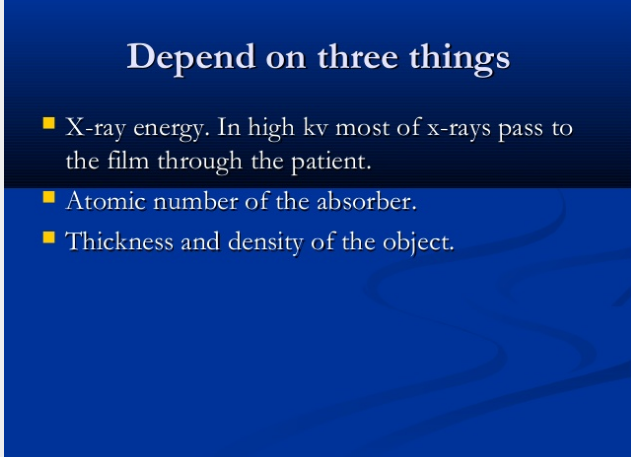 Depend on three things
X-ray energy. In high kv most of x-rays pass to
the film through the patient.
Atomic number of the absorber.
Thickness and density of the object.